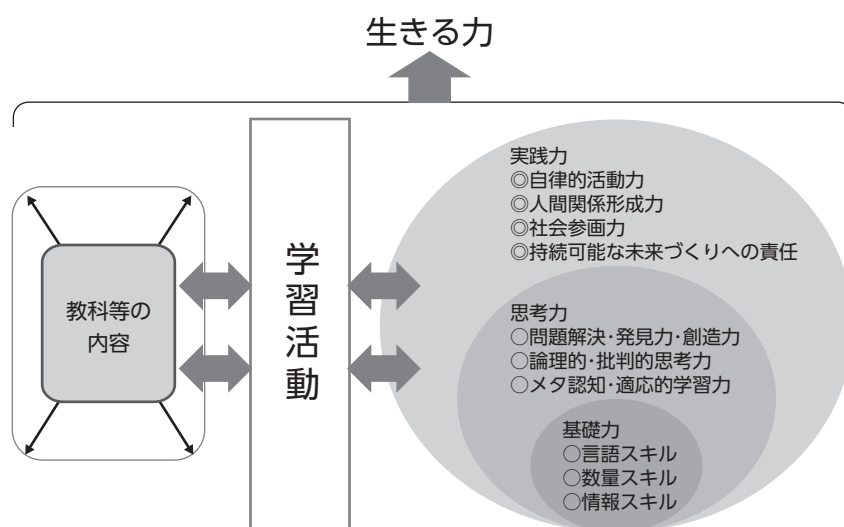 生きる力
教科等の
内容
学習活動
実践力
◎自律的活動力
◎人間関係形成力
◎社会参画力
◎持続可能な未来づくりへの責任
思考力
○問題解決・発見力・創造力
○論理的・批判的思考力
○メタ認知・適応的学習力
基礎力
○言語スキル
○数量スキル
○情報スキル